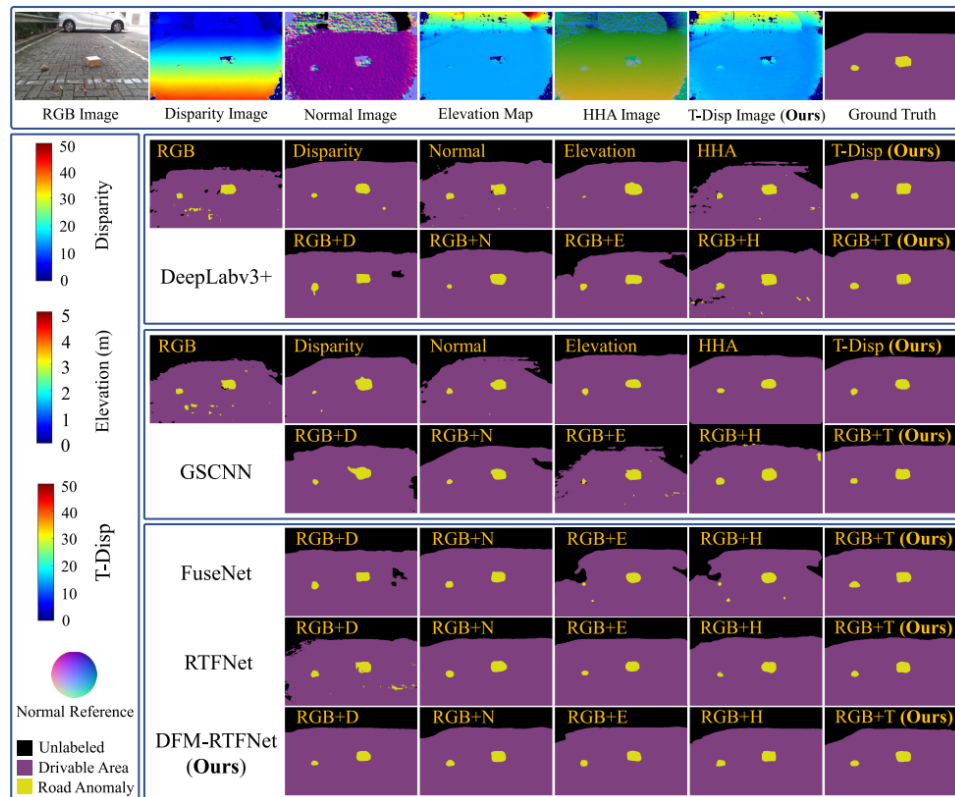 RGB Image Disparity Image Normal Image Elevation Map HHA Image T-Disp Image (Ours) Ground Truth
50
40
30
20
10
0
Disparity
5
4
3
2
1
0
Elevation (m)
50
40
30
20
10
0
T-Disp
Normal Reference
Unlabeled
Drivable Area
Road Anomaly
RGB Disparity Normal Elevation HHA T-Disp (Ours)
DeepLabv3+
RGB+D RGB+N RGB+E RGB+H RGB+T (Ours)
RGB Disparity Normal Elevation HHA T-Disp (Ours)
GSCNN
RGB+D RGB+N RGB+E RGB+H RGB+T (Ours)
FuseNet
RGB+D RGB+N RGB+E RGB+H RGB+T (Ours)
RTFNet
RGB+D RGB+N RGB+E RGB+H RGB+T (Ours)
DFM-RTFNet
(Ours)
RGB+D RGB+N RGB+E RGB+H RGB+T (Ours)